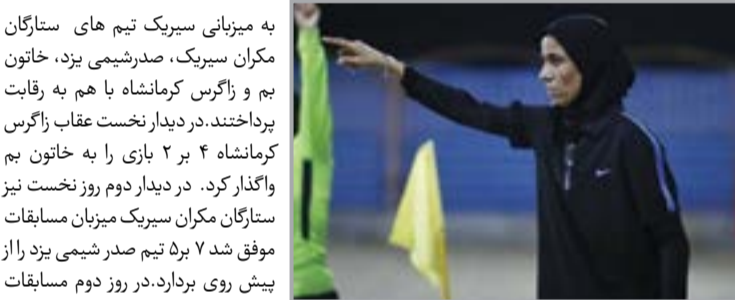 به میزبانی سیریک تیم های ستارگان
مکران سیریک، صدرشیمی یزد، خاتون
بم و زاگرس کرمانشاه با هم به رقابت
پرداختند.در دیدار نخست عقاب زاگرس
کرمانشاه ۴ بر ۲ بازی را به خاتون بم
واگذار کرد. در دیدار دوم روز نخست نیز
ستارگان مکران سیریک میزبان مسابقات
موفق شد ۷ بر۵ تیم صدر شیمی یزد را از
پیش روی بردارد.در روز دوم مسابقات